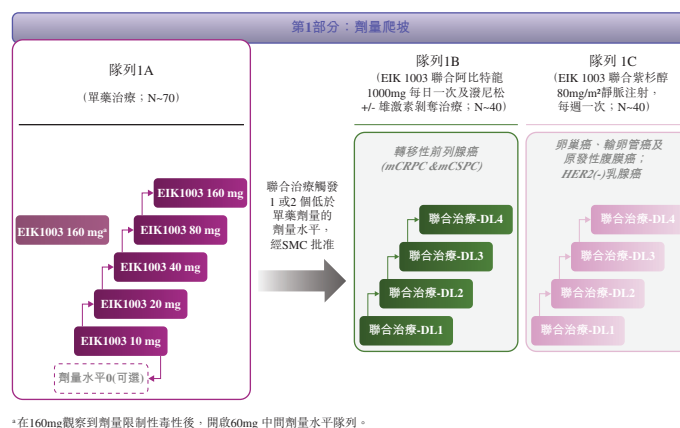 第1部分：劑量爬坡
隊列1A
(單藥治療；N~70)
EIK1003 160 mg
EIK1003 160 mgᵃ
EIK1003 80 mg
EIK1003 40 mg
EIK1003 20 mg
EIK1003 10 mg
劑量水平0(可選)
聯合治療觸發
1 或2 個低於
單藥劑量的
劑量水平，
經SMC 批准
隊列1B
(EIK 1003 聯合阿比特龍
1000mg 每日一次及潑尼松
+/- 雄激素剝奪治療；N~40)
轉移性前列腺癌
(mCRPC &mCSPC)
聯合治療-DL4
聯合治療-DL3
聯合治療-DL2
聯合治療-DL1
隊列 1C
(EIK 1003 聯合紫杉醇
80mg/m²靜脈注射，
每週一次；N~40)
卵巢癌、輸卵管癌及
原發性腹膜癌；
HER2(-)乳腺癌
聯合治療-DL4
聯合治療-DL3
聯合治療-DL2
聯合治療-DL1
ᵃ在160mg觀察到劑量限制性毒性後，開啟60mg 中間劑量水平隊列。